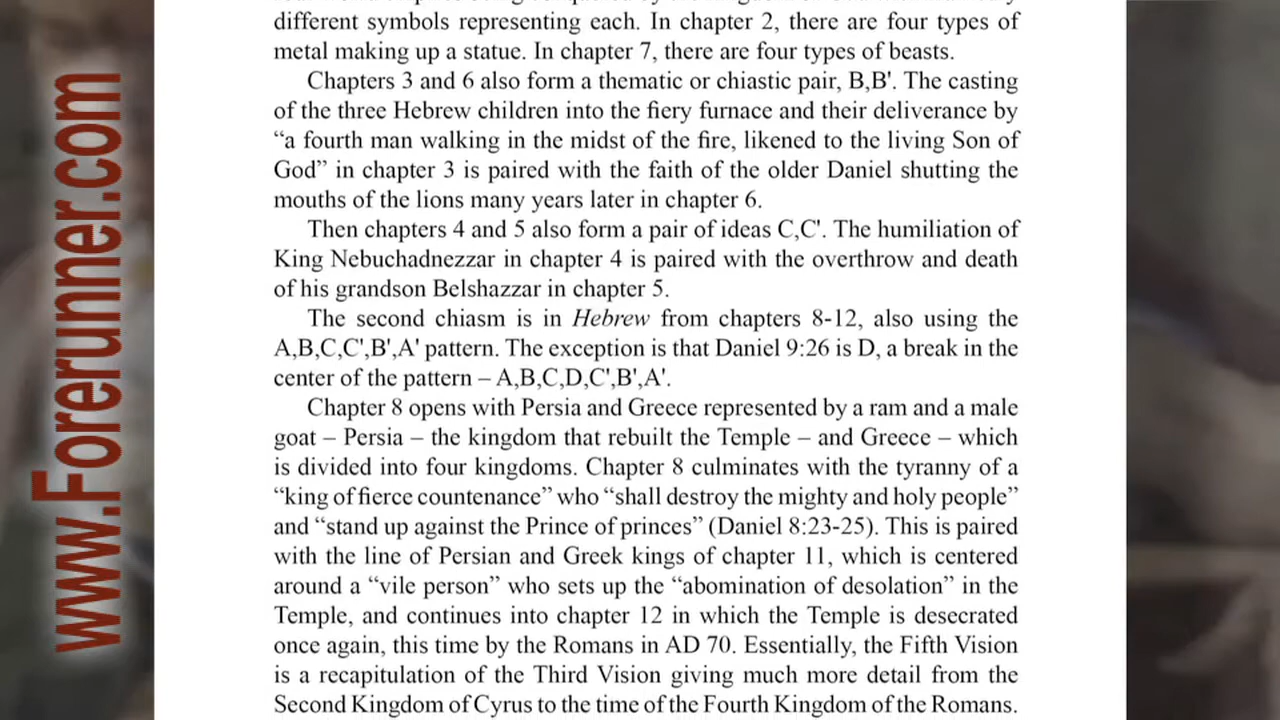 different symbols representing each. In chapter 2, there are four types of
metal making up a statue. In chapter 7, there are four types of beasts.
Chapters 3 and 6 also form a thematic or chiastic pair, B,B'. The casting
of the three Hebrew children into the fiery furnace and their deliverance by
“a fourth man walking in the midst of the fire, likened to the living Son of
God” in chapter 3 is paired with the faith of the older Daniel shutting the
mouths of the lions many years later in chapter 6.
Then chapters 4 and 5 also form a pair of ideas C,C'. The humiliation of
King Nebuchadnezzar in chapter 4 is paired with the overthrow and death
of his grandson Belshazzar in chapter 5.
The second chiasm is in Hebrew from chapters 8-12, also using the
A,B,C,C',B',A' pattern. The exception is that Daniel 9:26 is D, a break in the
center of the pattern – A,B,C,D,C',B',A'.
Chapter 8 opens with Persia and Greece represented by a ram and a male
goat – Persia – the kingdom that rebuilt the Temple – and Greece – which
is divided into four kingdoms. Chapter 8 culminates with the tyranny of a
“king of fierce countenance” who “shall destroy the mighty and holy people”
and “stand up against the Prince of princes” (Daniel 8:23-25). This is paired
with the line of Persian and Greek kings of chapter 11, which is centered
around a “vile person” who sets up the “abomination of desolation” in the
Temple, and continues into chapter 12 in which the Temple is desecrated
once again, this time by the Romans in AD 70. Essentially, the Fifth Vision
is a recapitulation of the Third Vision giving much more detail from the
Second Kingdom of Cyrus to the time of the Fourth Kingdom of the Romans.
www.Forerunner.com